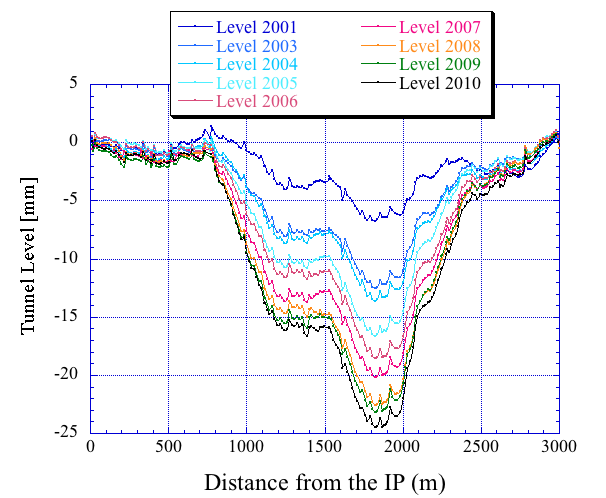 Level 2001 Level 2007
Level 2003 Level 2008
Level 2004 Level 2009
Level 2005 Level 2010
Level 2006
5
0
-5
-10
-15
-20
-25
Tunnel Level [mm]
0 500 1000 1500 2000 2500 3000
Distance from the IP (m)